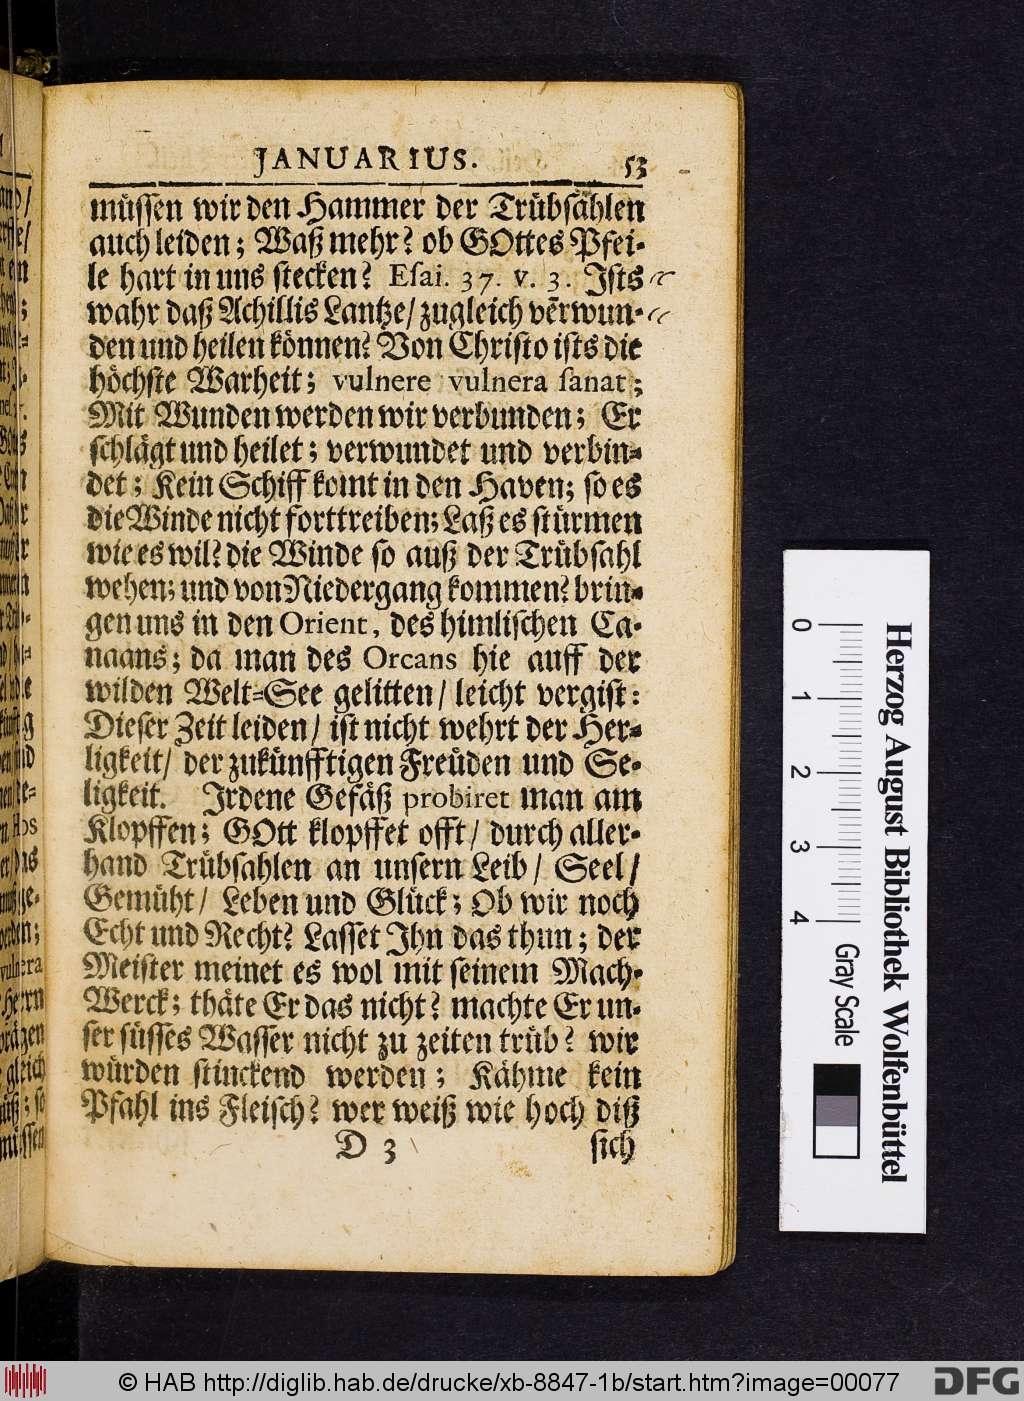 JANUARIUS. 53
müssen wir den Hammer der Trübsahlen
auch leiden; Waß mehr? ob GOttes Pfei-
le hart in uns stecken? Esai. 37. v. 3. Ists
wahr daß Achillis Lantze/ zugleich vẽrwun-
den und heilen können? Von Christo ists die
höchste Warheit; vulnere vulnera sanat;
Mit Wunden werden wir verbunden; Er
schlägt und heilet; verwundet und verbin-
det; Kein Schiff komt in den Haven; so es
die Winde nicht forttreiben; Laß es stürmen
wie es wil? die Winde so auß der Trübsahl
wehen; und von Niedergang kommen? brin-
gen uns in den Orient, des himlischen Ca-
naans; da man des Orcans hie auff der
wilden Welt-See gelitten/ leicht vergist:
Dieser Zeit leiden/ ist nicht wehrt der Her-
ligkeit/ der zukünfftigen Freuden und Se-
ligkeit. Irdene Gefäß probiret man am
Klopffen; GOtt klopffet offt/ durch aller-
hand Trübsahlen an unsern Leib/ Seel/
Gemüht/ Leben und Glück; Ob wir noch
Echt und Recht? Lasset Ihn das thun; der
Meister meinet es wol mit seinem Mach-
Werck; thäte Er das nicht? machte Er un-
ser süsses Wasser nicht zu zeiten trüb? wir
würden stinckend werden; Kähme kein
Pfahl ins Fleisch? wer weiß wie hoch diß
D 3 sich
Herzog August Bibliothek Wolfenbüttel
0 1 2 3 4 Gray Scale
© HAB http://diglib.hab.de/drucke/xb-8847-1b/start.htm?image=00077
DFG